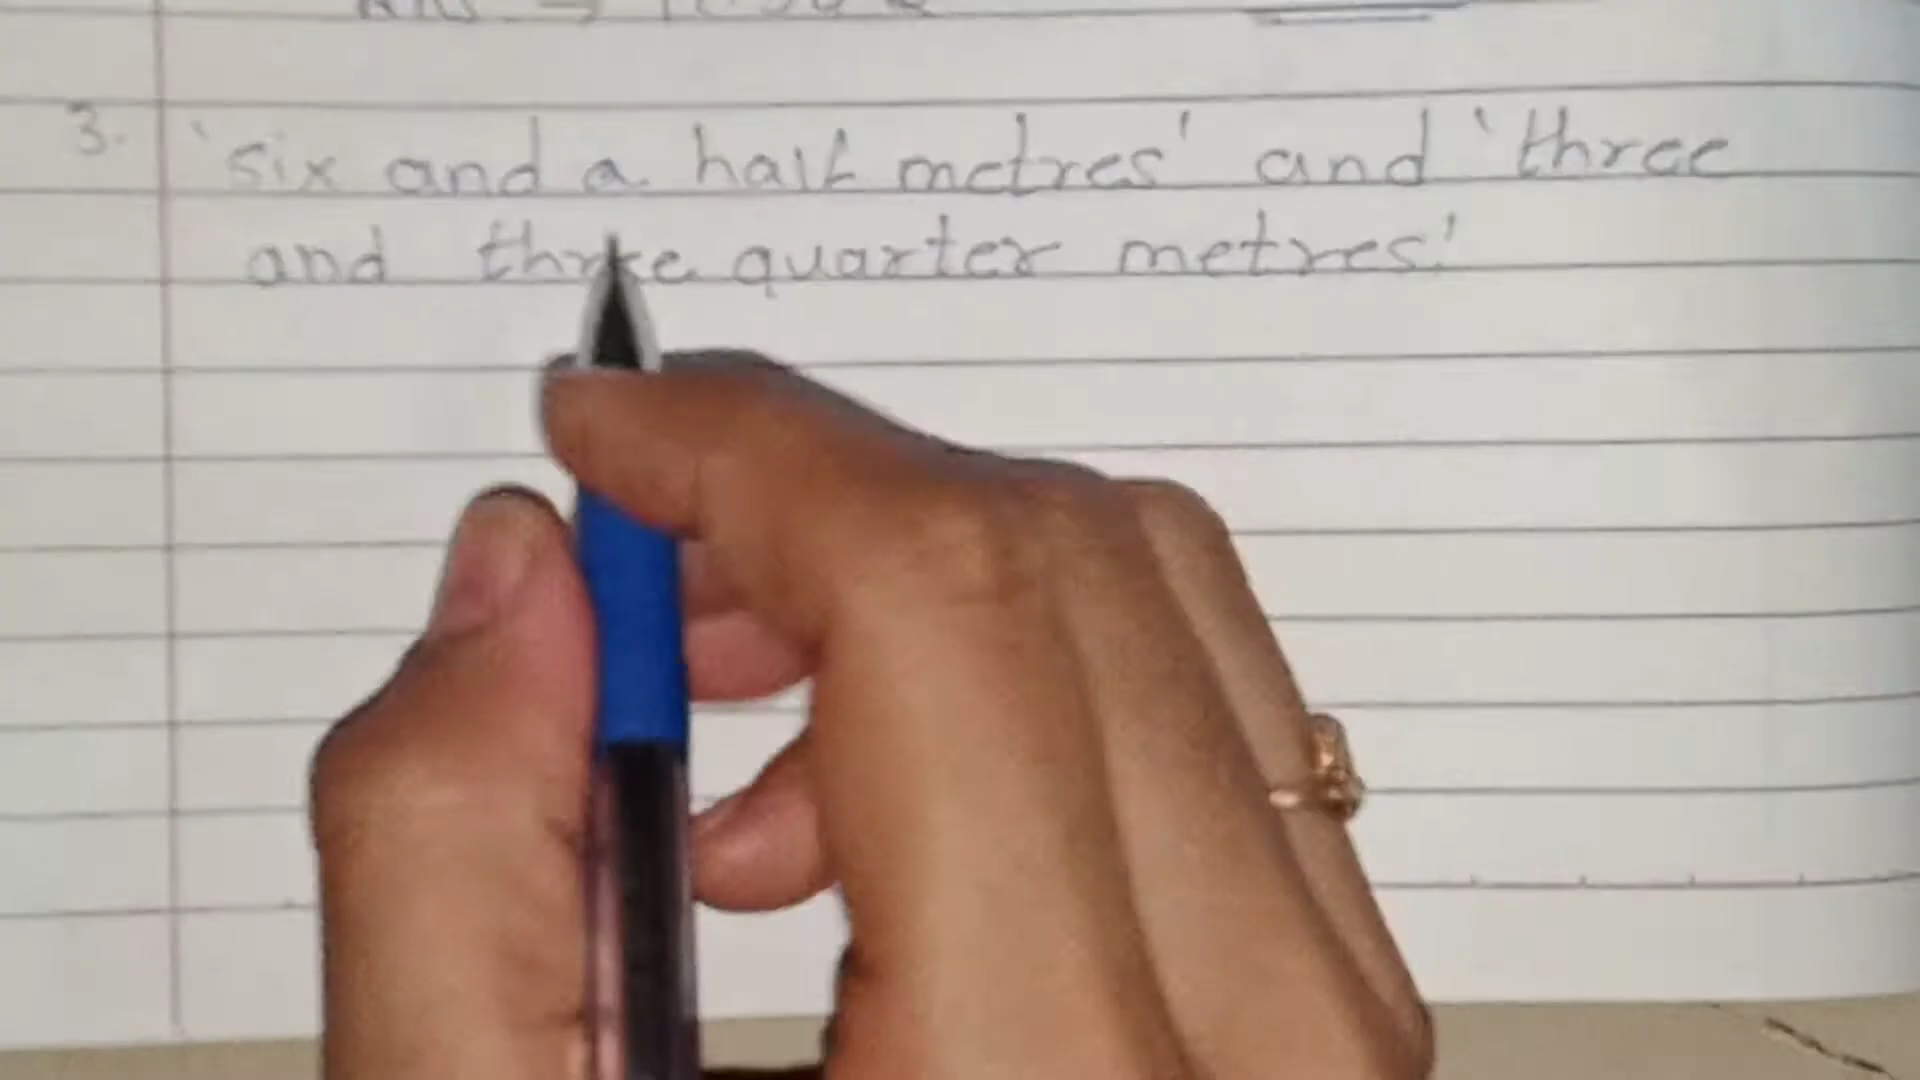 3. 'six and a half metres' and 'three
and three quarter metres'